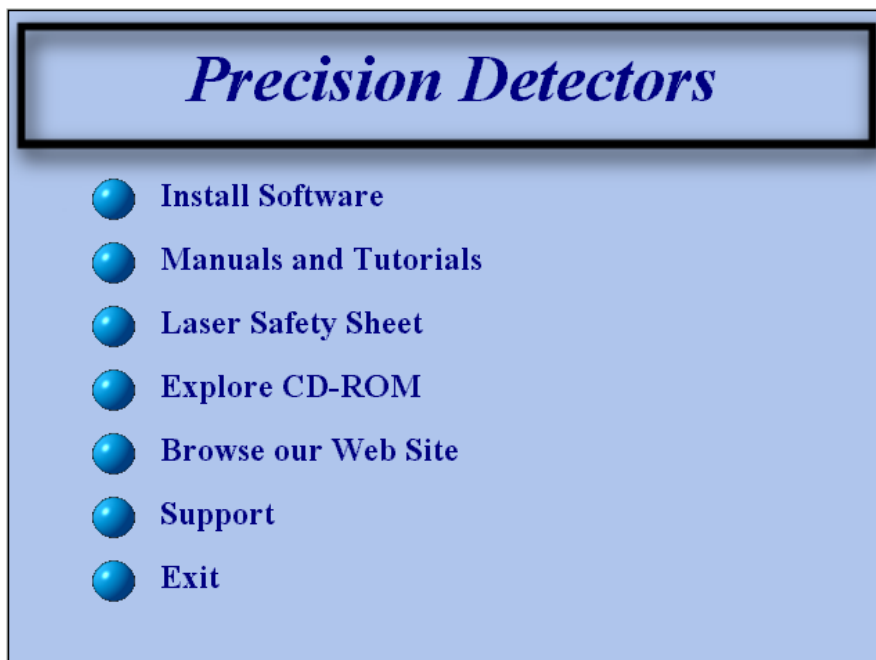 Precision Detectors
Install Software
Manuals and Tutorials
Laser Safety Sheet
Explore CD-ROM
Browse our Web Site
Support
Exit